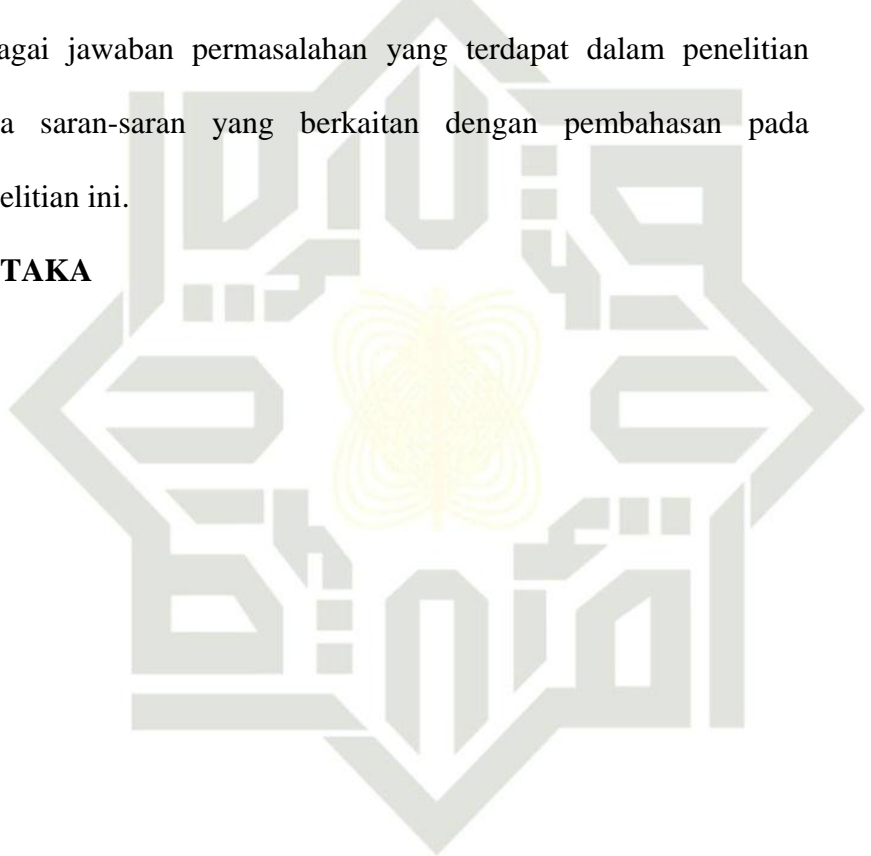 agai jawaban permasalahan yang terdapat dalam penelitian
a saran-saran yang berkaitan dengan pembahasan pada
elitian ini.
TAKA